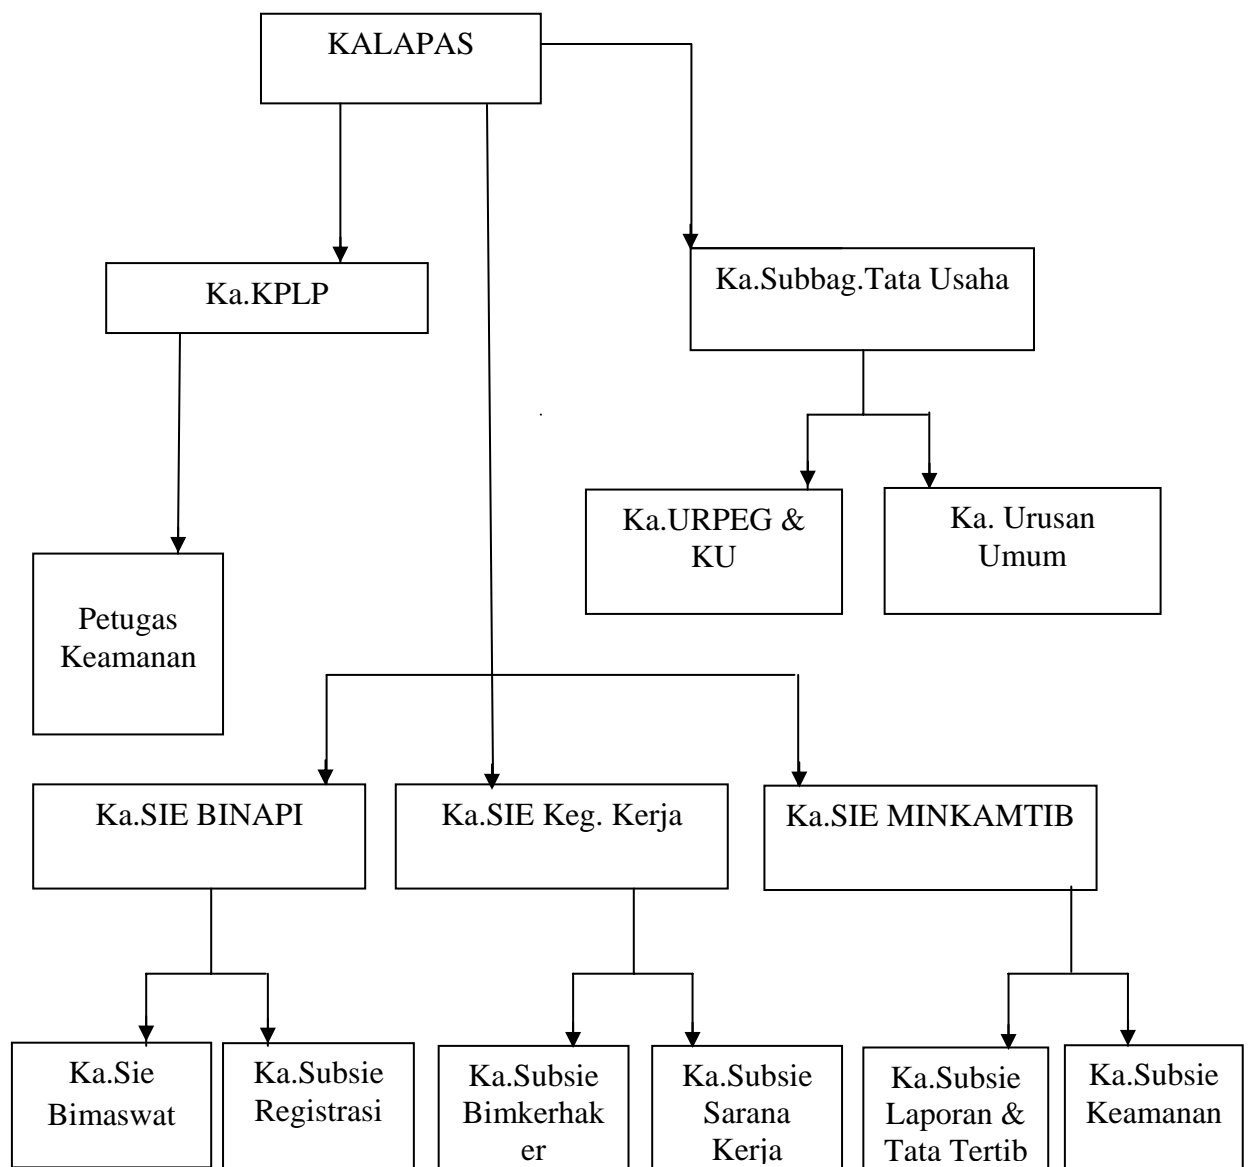 KALAPAS
Ka.KPLP
Ka.Subbag.Tata Usaha
Ka.URPEG &
KU
Ka. Urusan
Umum
Petugas
Keamanan
Ka.SIE BINAPI
Ka.SIE Keg. Kerja
Ka.SIE MINKAMTIB
Ka.Sie
Bimaswat
Ka.Subsie
Registrasi
Ka.Subsie
Bimkerhak
er
Ka.Subsie
Sarana
Kerja
Ka.Subsie
Laporan &
Tata Tertib
Ka.Subsie
Keamanan